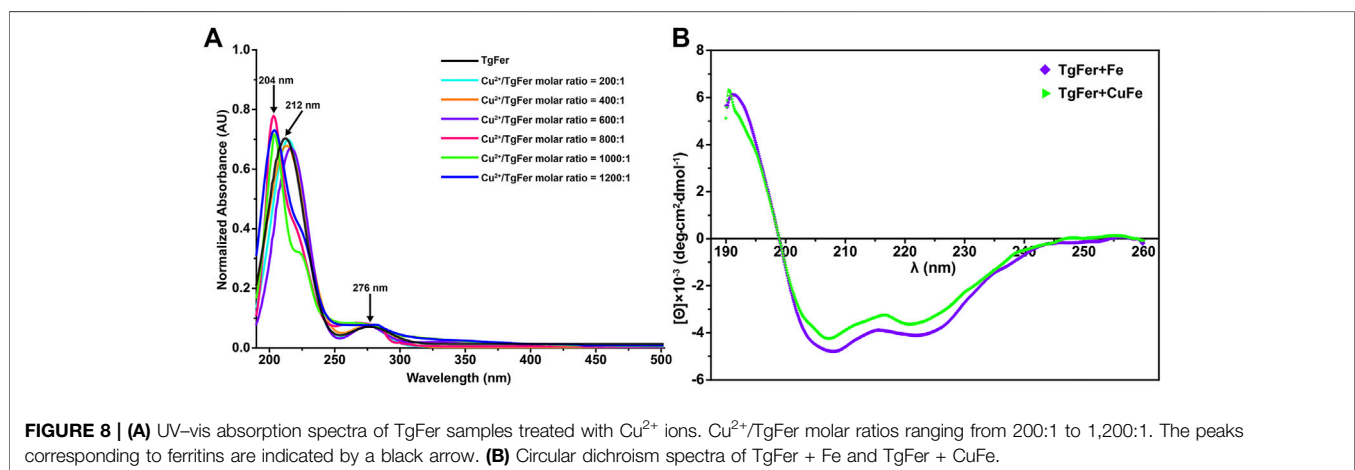 A
Normalized Absorbance (AU)
1.0
0.8
0.6
0.4
0.2
0.0
204 nm
212 nm
276 nm
TgFer
Cu²⁺/TgFer molar ratio = 200:1
Cu²⁺/TgFer molar ratio = 400:1
Cu²⁺/TgFer molar ratio = 600:1
Cu²⁺/TgFer molar ratio = 800:1
Cu²⁺/TgFer molar ratio = 1000:1
Cu²⁺/TgFer molar ratio = 1200:1
200 250 300 350 400 450 500
Wavelength (nm)
B
[Θ]×10⁻³ (deg·cm²·dmol⁻¹)
8
6
4
2
0
-2
-4
-6
TgFer+Fe
TgFer+CuFe
190 200 210 220 230 240 250 260
λ (nm)
FIGURE 8 | (A) UV–vis absorption spectra of TgFer samples treated with Cu²⁺ ions. Cu²⁺/TgFer molar ratios ranging from 200:1 to 1,200:1. The peaks
corresponding to ferritins are indicated by a black arrow. (B) Circular dichroism spectra of TgFer + Fe and TgFer + CuFe.